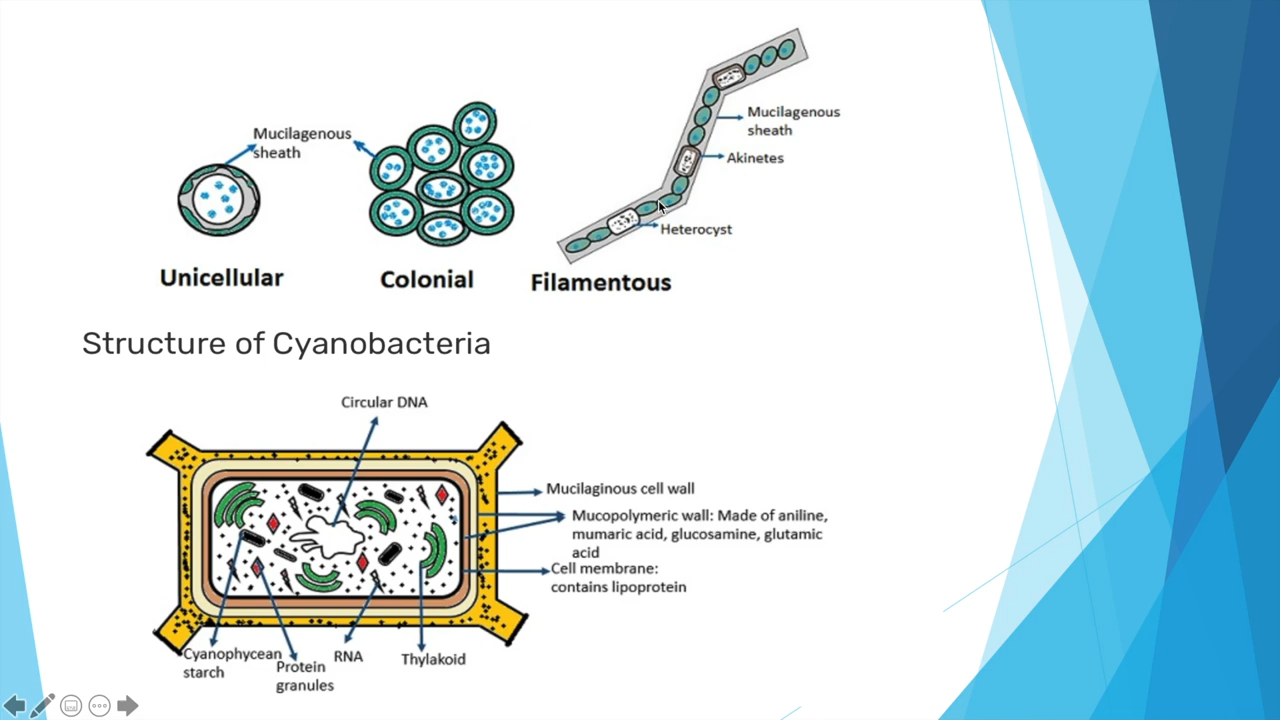 Mucilagenous
sheath
Mucilagenous
sheath
Akinetes
Heterocyst
Unicellular
Colonial
Filamentous
Structure of Cyanobacteria
Circular DNA
Mucilaginous cell wall
Mucopolymeric wall: Made of aniline,
mumaric acid, glucosamine, glutamic
acid
Cell membrane:
contains lipoprotein
Cyanophycean
starch
Protein
granules
RNA
Thylakoid